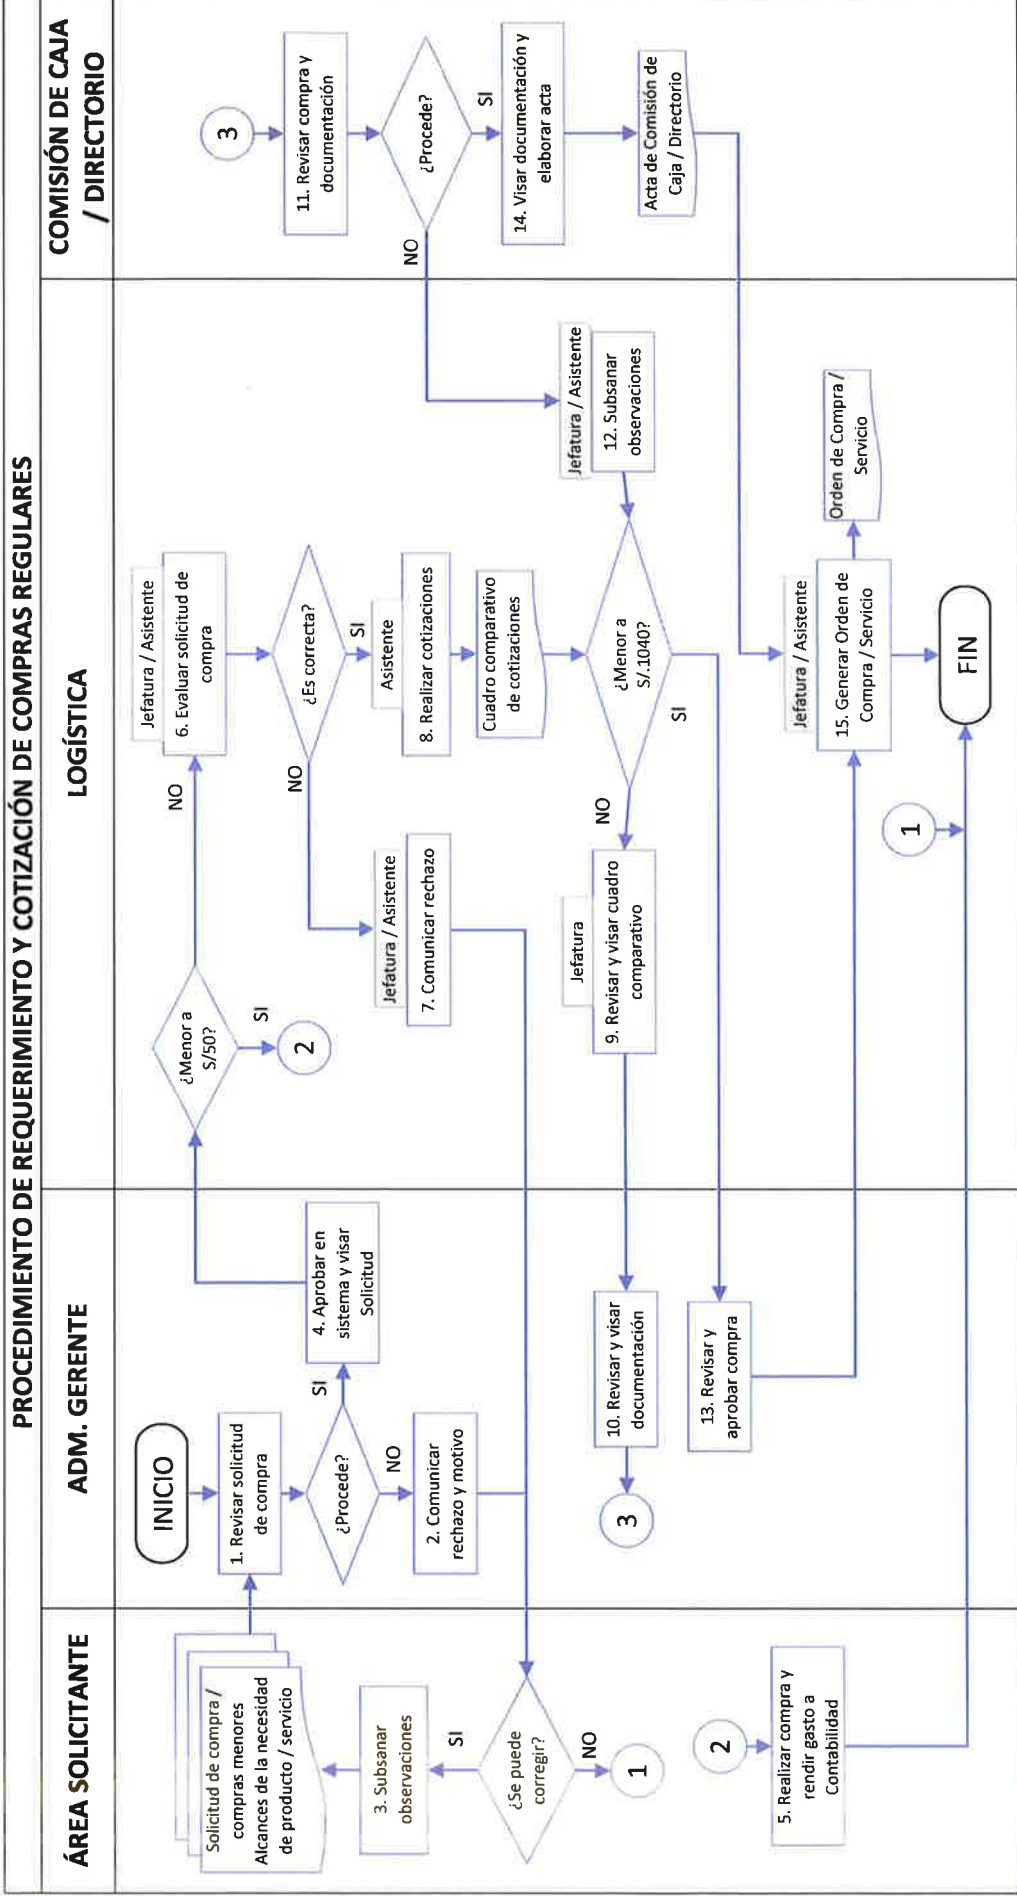 PROCEDIMIENTO DE REQUERIMIENTO Y COTIZACIÓN DE COMPRAS REGULARES
ÁREA SOLICITANTE
ADM. GERENTE
LOGÍSTICA
COMISIÓN DE CAJA
/ DIRECTORIO
Solicitud de compra /
compras menores
Alcances de la necesidad
de producto / servicio
3. Subsanar
observaciones
SI
¿Se puede
corregir?
NO
1
2
5. Realizar compra y
rendir gasto a
Contabilidad
INICIO
1. Revisar solicitud
de compra
¿Procede?
SI
4. Aprobar en
sistema y visar
Solicitud
NO
2. Comunicar
rechazo y motivo
10. Revisar y visar
documentación
3
13. Revisar y
aprobar compra
¿Menor a
S/50?
NO
SI
2
Jefatura / Asistente
6. Evaluar solicitud de
compra
¿Es correcta?
NO
SI
Jefatura / Asistente
7. Comunicar rechazo
Asistente
8. Realizar cotizaciones
Cuadro comparativo
de cotizaciones
¿Menor a
S/.1040?
NO
SI
Jefatura
9. Revisar y visar cuadro
comparativo
Jefatura / Asistente
12. Subsanar
observaciones
Jefatura / Asistente
15. Generar Orden de
Compra / Servicio
Orden de Compra /
Servicio
1
FIN
3
11. Revisar compra y
documentación
¿Procede?
NO
SI
14. Visar documentación y
elaborar acta
Acta de Comisión de
Caja / Directorio